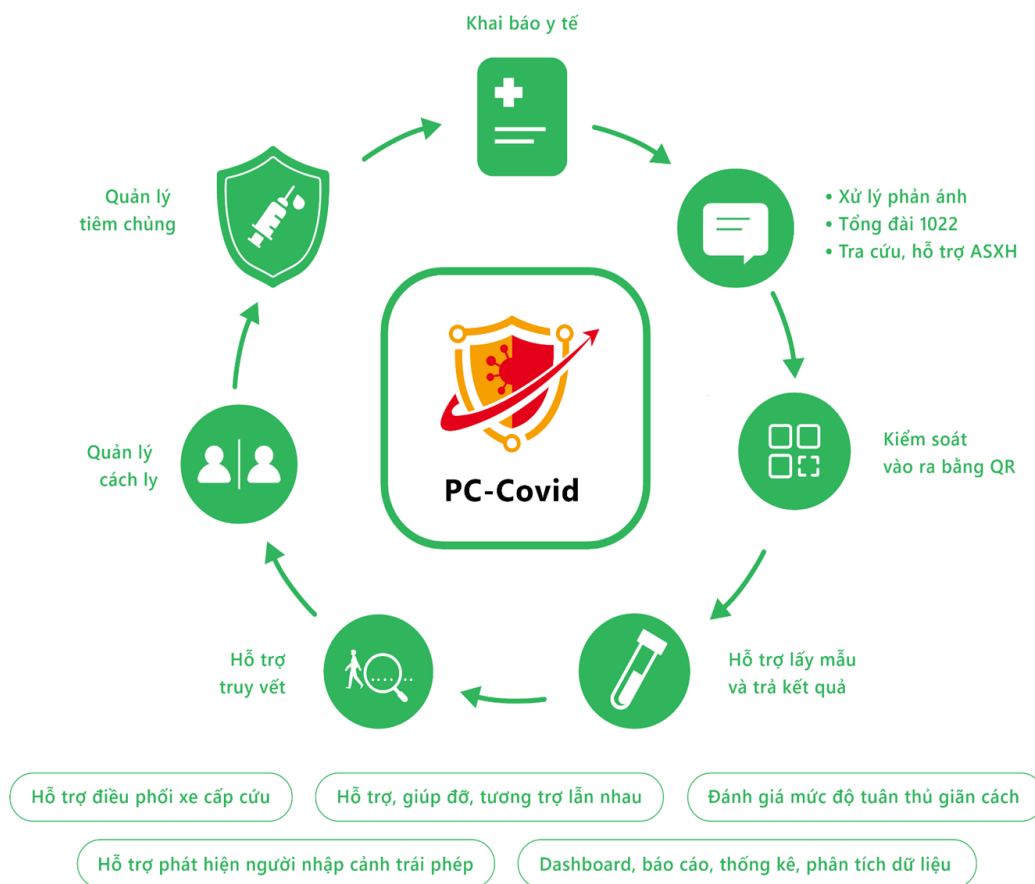 Khai báo y tế
Quản lý
tiêm chủng
• Xử lý phản ánh
• Tổng đài 1022
• Tra cứu, hỗ trợ ASXH
PC-Covid
Quản lý
cách ly
Kiểm soát
vào ra bằng QR
Hỗ trợ
truy vết
Hỗ trợ lấy mẫu
và trả kết quả
Hỗ trợ điều phối xe cấp cứu
Hỗ trợ, giúp đỡ, tương trợ lẫn nhau
Đánh giá mức độ tuân thủ giãn cách
Hỗ trợ phát hiện người nhập cảnh trái phép
Dashboard, báo cáo, thống kê, phân tích dữ liệu